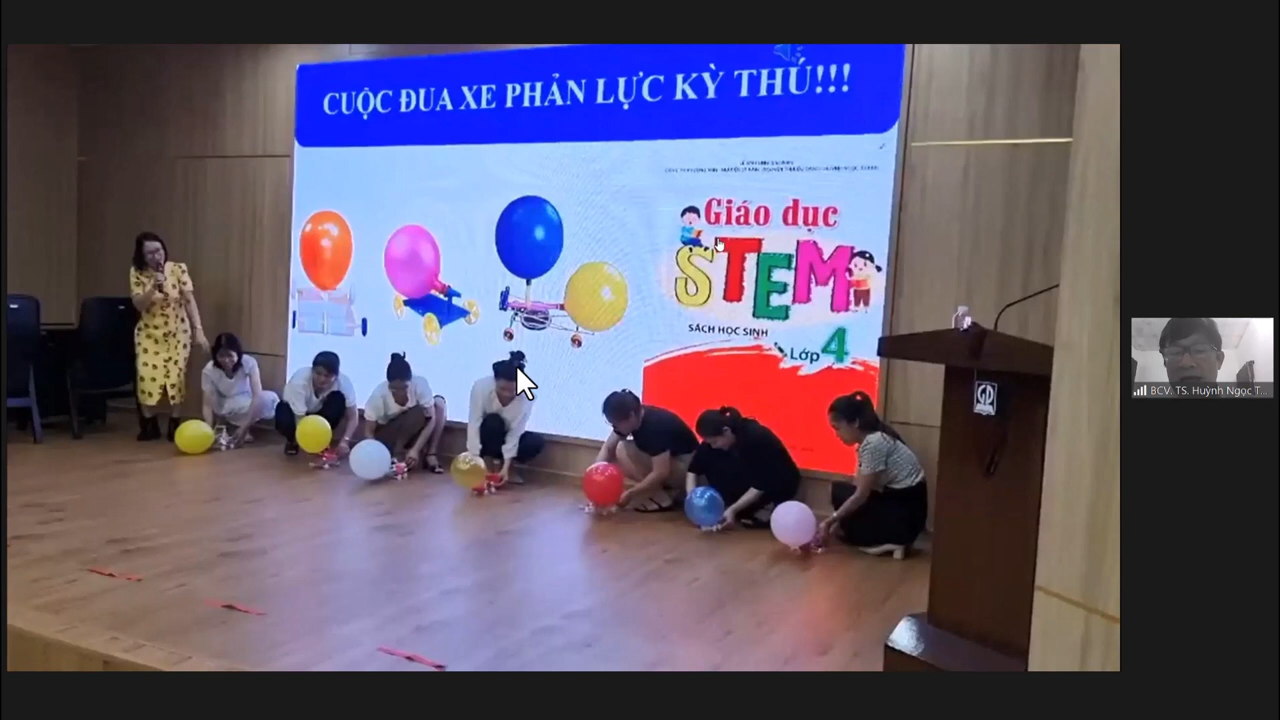 CUỘC ĐUA XE PHẢN LỰC KỲ THÚ!!!
Giáo dục
STEM
SÁCH HỌC SINH
Lớp 4
GD
BCV. TS. Huỳnh Ngọc T...